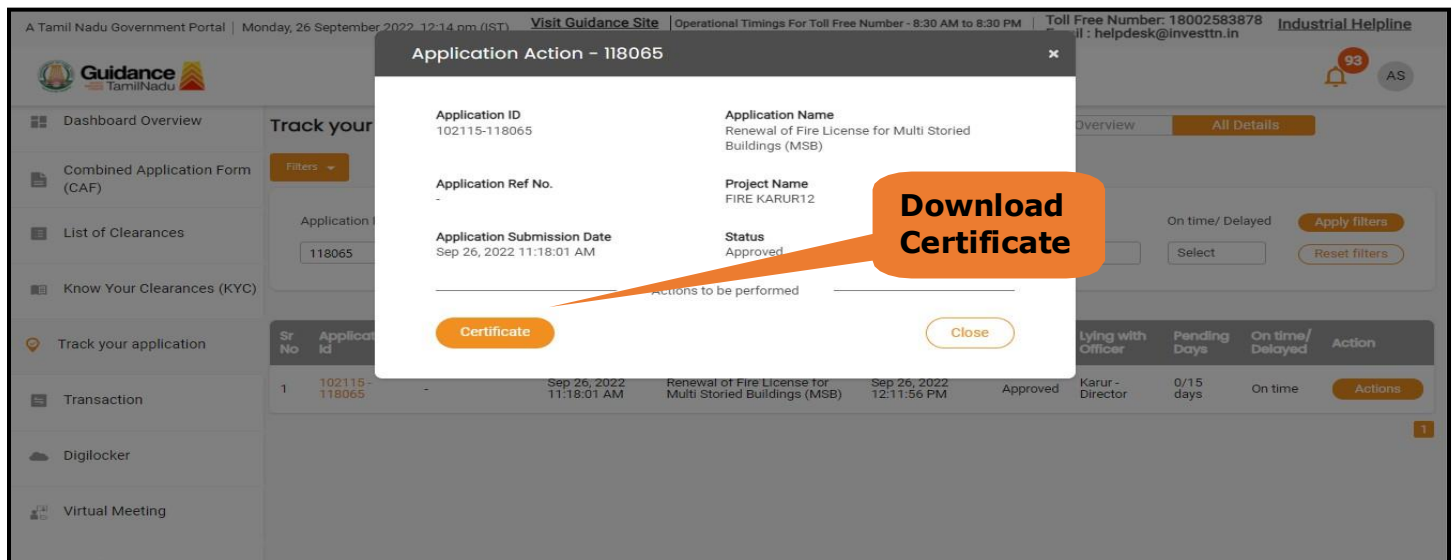 A Tamil Nadu Government Portal | Monday, 26 September 2022, 12:14 pm (IST) Visit Guidance Site | Operational Timings For Toll Free Number - 8:30 AM to 8:30 PM | Toll Free Number: 18002583878 Industrial Helpline
il : helpdesk@investtn.in
Guidance
TamilNadu
93
AS
Application Action - 118065 ×
Application ID
102115-118065
Application Name
Renewal of Fire License for Multi Storied
Buildings (MSB)
Application Ref No.
-
Project Name
FIRE KARUR12
Application Submission Date
Sep 26, 2022 11:18:01 AM
Status
Approved
Actions to be performed
Certificate
Close
Download
Certificate
Dashboard Overview
Combined Application Form
(CAF)
List of Clearances
Know Your Clearances (KYC)
Track your application
Transaction
Digilocker
Virtual Meeting
Track your
Overview
All Details
Filters
Application
118065
On time/ Delayed
Select
Apply filters
Reset filters
Sr
No
Applicat
Id
Lying with
Officer
Pending
Days
On time/
Delayed
Action
1
102115-
118065
-
Sep 26, 2022
11:18:01 AM
Renewal of Fire License for
Multi Storied Buildings (MSB)
Sep 26, 2022
12:11:56 PM
Approved
Karur -
Director
0/15
days
On time
Actions
1